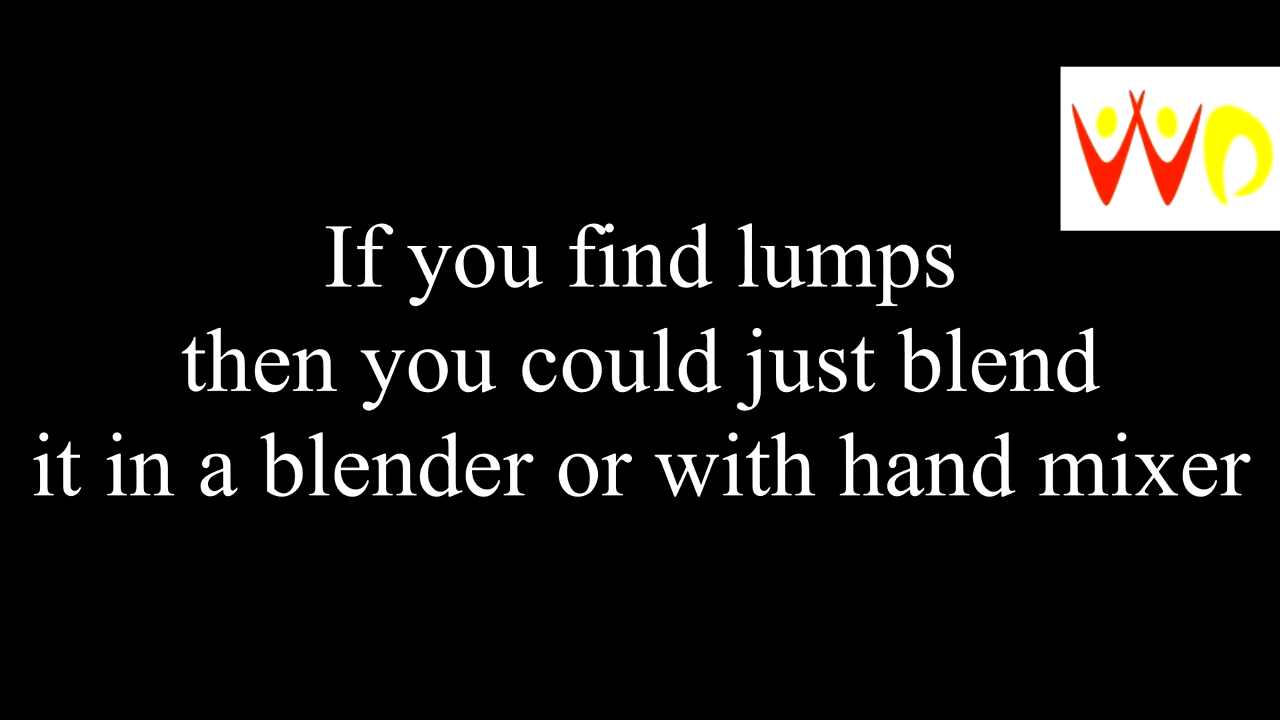 If you find lumps
then you could just blend
it in a blender or with hand mixer